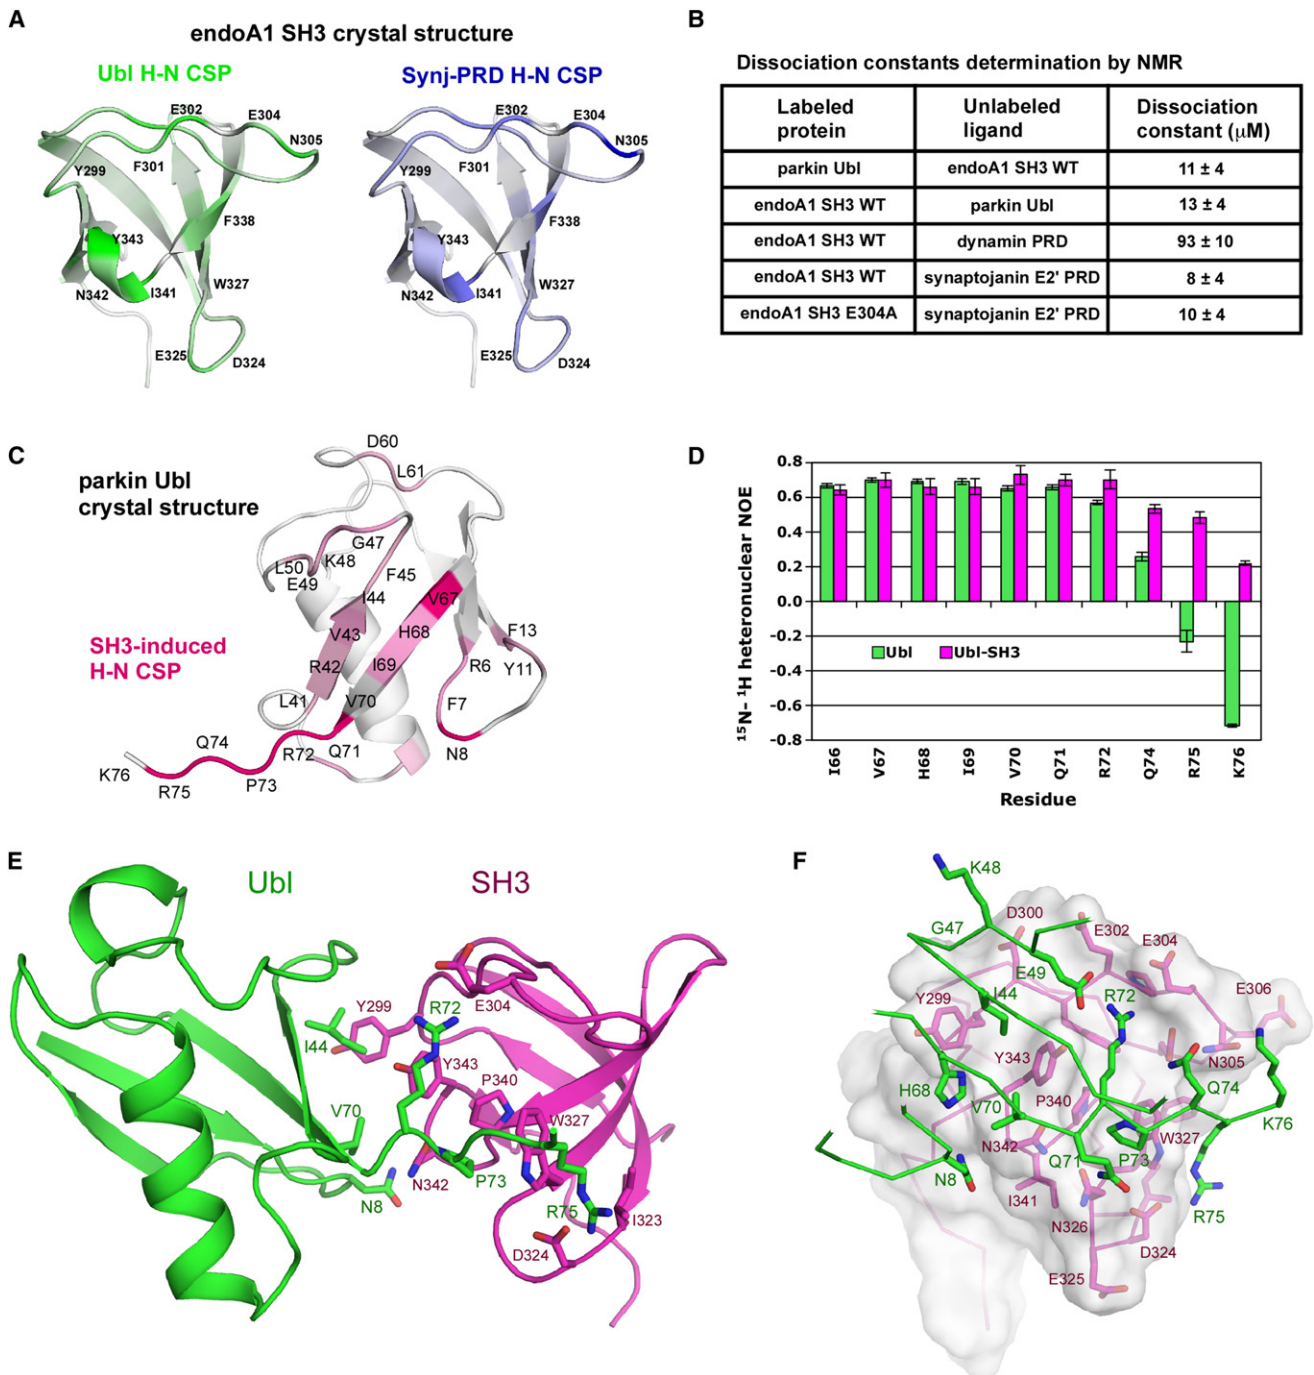 A
endoA1 SH3 crystal structure
Ubl H-N CSP
Synj-PRD H-N CSP
E302
E304
N305
Y299
F301
F338
Y343
W327
N342
I341
E325
D324
E302
E304
N305
Y299
F301
F338
Y343
W327
N342
I341
E325
D324
B
Dissociation constants determination by NMR
Labeled protein
Unlabeled ligand
Dissociation constant (μM)
parkin Ubl
endoA1 SH3 WT
11 ± 4
endoA1 SH3 WT
parkin Ubl
13 ± 4
endoA1 SH3 WT
dynamin PRD
93 ± 10
endoA1 SH3 WT
synaptojanin E2' PRD
8 ± 4
endoA1 SH3 E304A
synaptojanin E2' PRD
10 ± 4
C
parkin Ubl
crystal structure
SH3-induced
H-N CSP
D60
L61
G47
K48
L50
E49
F45
I44
V67
V43
H68
F13
R42
I69
R6
Y11
L41
V70
F7
Q74
R72
Q71
N8
K76
R75
P73
D
15N- 1H heteronuclear NOE
0.8
0.6
0.4
0.2
0.0
-0.2
-0.4
-0.6
-0.8
Ubl
Ubl-SH3
I66
V67
H68
I69
V70
Q71
R72
Q74
R75
K76
Residue
E
Ubl
SH3
Y299
E304
R72
I44
Y343
P340
V70
W327
N8
N342
P73
R75
I323
D324
F
K48
D300
G47
E302
E304
E49
E306
Y299
I44
R72
Y343
N305
H68
P340
Q74
V70
K76
N342
W327
Q71
P73
N8
I341
R75
N326
D324
E325